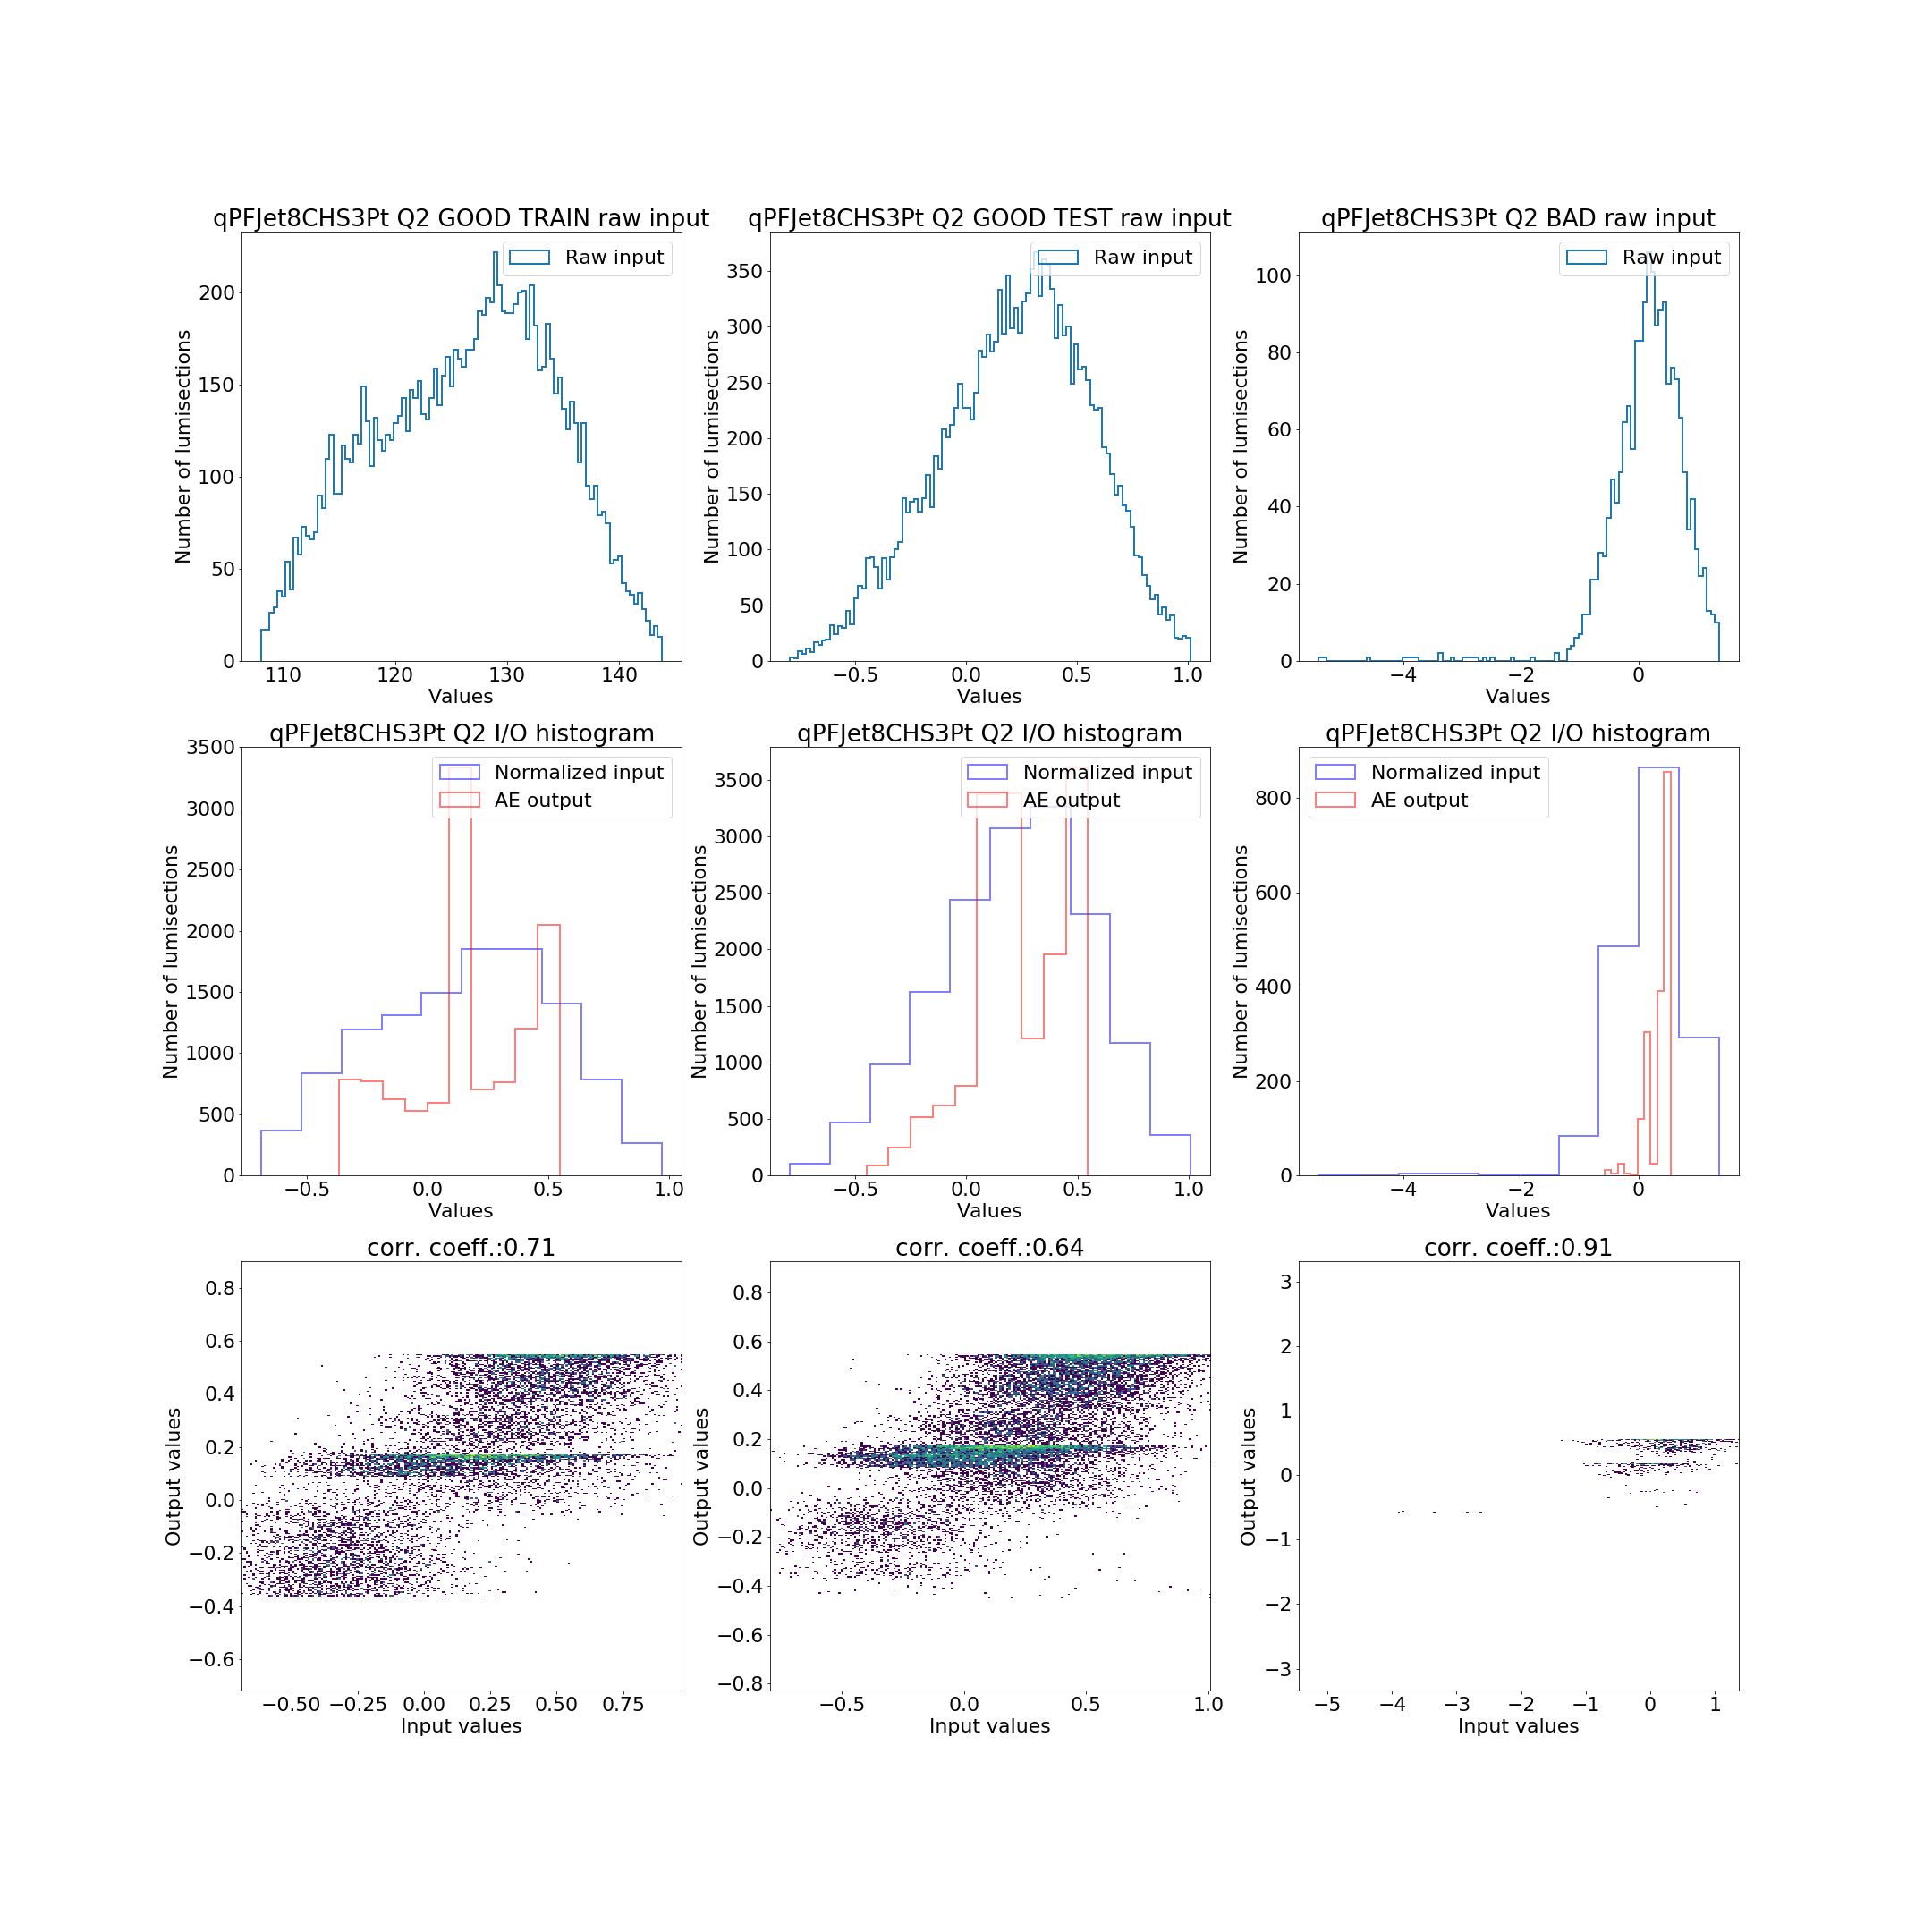 qPFJet8CHS3Pt Q2 GOOD TRAIN raw input
Raw input
200
150
100
50
0
110 120 130 140
Number of lumisections
Values
qPFJet8CHS3Pt Q2 GOOD TEST raw input
Raw input
350
300
250
200
150
100
50
0
−0.5 0.0 0.5 1.0
Number of lumisections
Values
qPFJet8CHS3Pt Q2 BAD raw input
Raw input
100
80
60
40
20
0
−4 −2 0
Number of lumisections
Values
qPFJet8CHS3Pt Q2 I/O histogram
Normalized input
AE output
3500
3000
2500
2000
1500
1000
500
0
−0.5 0.0 0.5 1.0
Number of lumisections
Values
qPFJet8CHS3Pt Q2 I/O histogram
Normalized input
AE output
3500
3000
2500
2000
1500
1000
500
0
−0.5 0.0 0.5 1.0
Number of lumisections
Values
qPFJet8CHS3Pt Q2 I/O histogram
Normalized input
AE output
800
600
400
200
0
−4 −2 0
Number of lumisections
Values
corr. coeff.:0.71
0.8
0.6
0.4
0.2
0.0
−0.2
−0.4
−0.6
−0.50 −0.25 0.00 0.25 0.50 0.75
Output values
Input values
corr. coeff.:0.64
0.8
0.6
0.4
0.2
0.0
−0.2
−0.4
−0.6
−0.8
−0.5 0.0 0.5 1.0
Output values
Input values
corr. coeff.:0.91
3
2
1
0
−1
−2
−3
−5 −4 −3 −2 −1 0 1
Output values
Input values